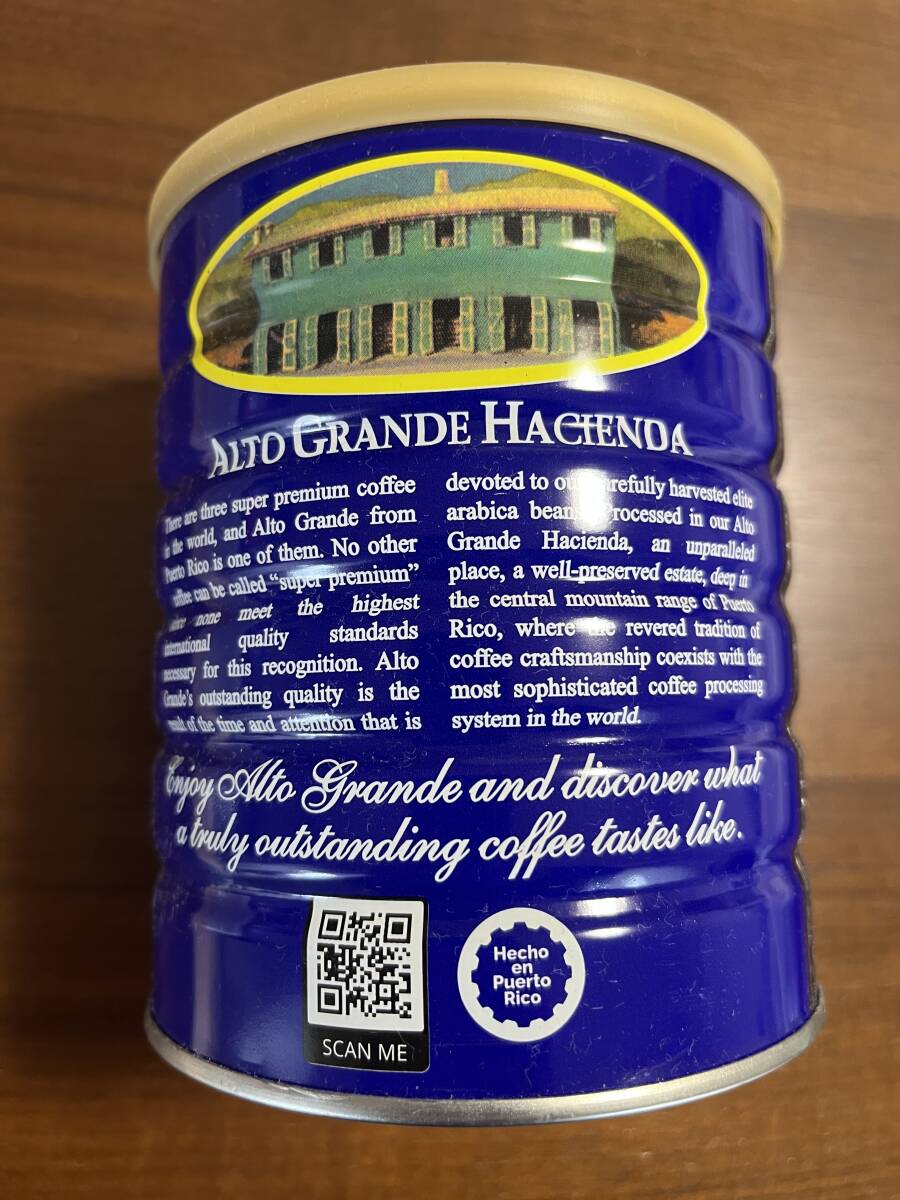 ALTO GRANDE HACIENDA
There are three super premium coffee
in the world, and Alto Grande from
Puerto Rico is one of them. No other
coffee can be called “super premium”
since none meet the highest
international quality standards
necessary for this recognition. Alto
Grande's outstanding quality is the
result of the time and attention that is
devoted to our carefully harvested elite
arabica beans processed in our Alto
Grande Hacienda, an unparalleled
place, a well-preserved estate, deep in
the central mountain range of Puerto
Rico, where the revered tradition of
coffee craftsmanship coexists with the
most sophisticated coffee processing
system in the world.
Enjoy Alto Grande and discover what
a truly outstanding coffee tastes like.
SCAN ME
Hecho
en
Puerto
Rico